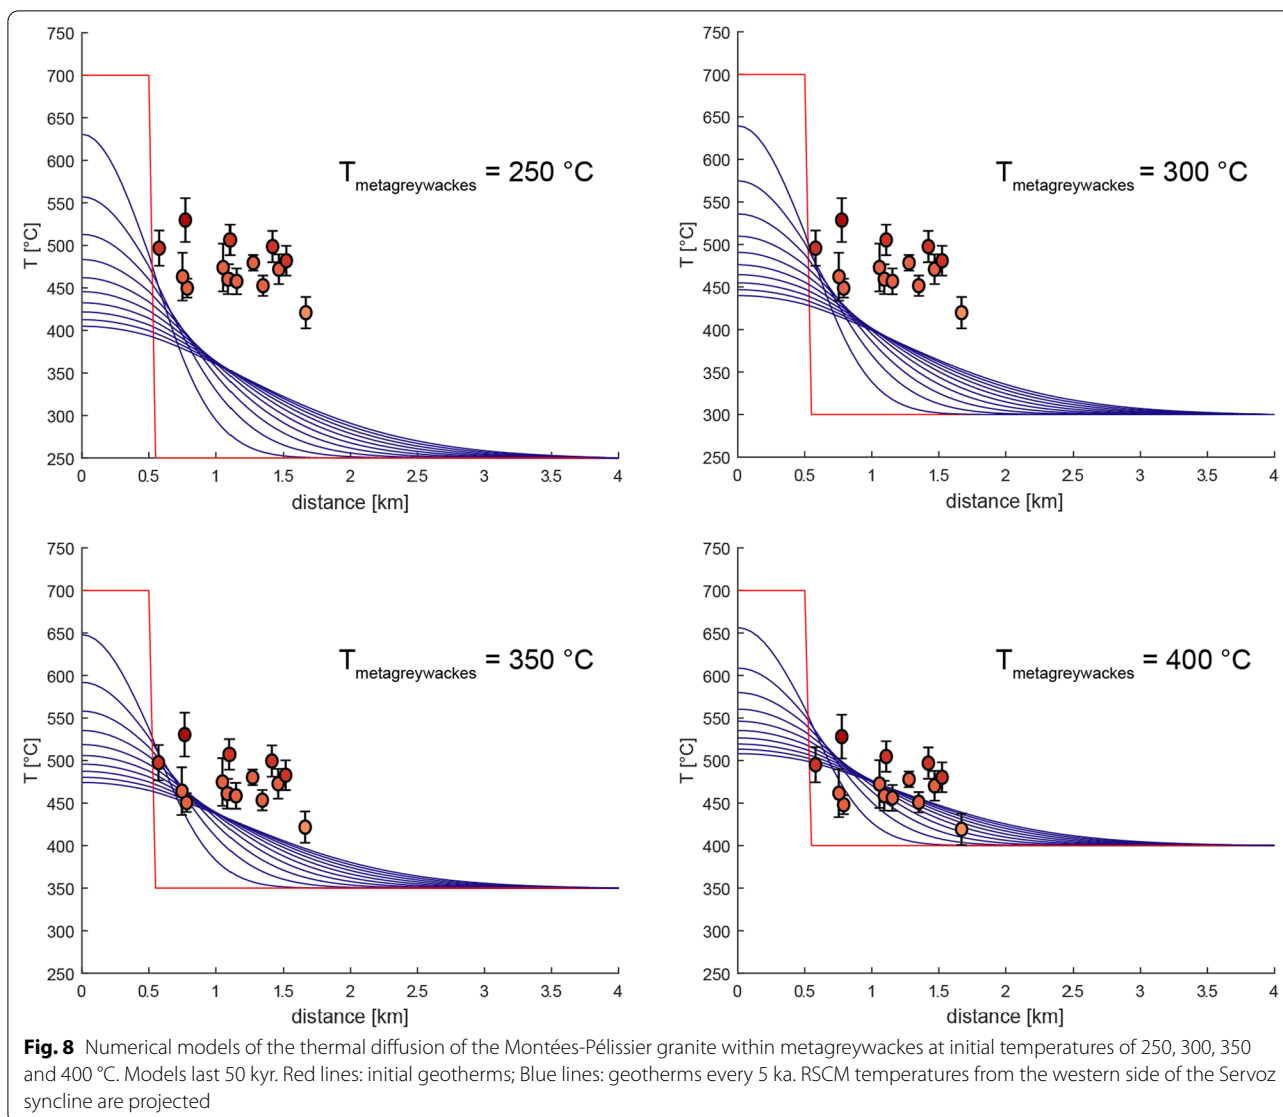 750
700
650
600
550
500
450
400
350
300
250
T [°C]
T metagreywackes = 250 °C
0 0.5 1 1.5 2 2.5 3 3.5 4
distance [km]
750
700
650
600
550
500
450
400
350
300
250
T [°C]
T metagreywackes = 300 °C
0 0.5 1 1.5 2 2.5 3 3.5 4
distance [km]
750
700
650
600
550
500
450
400
350
300
250
T [°C]
T metagreywackes = 350 °C
0 0.5 1 1.5 2 2.5 3 3.5 4
distance [km]
750
700
650
600
550
500
450
400
350
300
250
T [°C]
T metagreywackes = 400 °C
0 0.5 1 1.5 2 2.5 3 3.5 4
distance [km]
Fig. 8 Numerical models of the thermal diffusion of the Montées-Pélissier granite within metagreywackes at initial temperatures of 250, 300, 350
and 400 °C. Models last 50 kyr. Red lines: initial geotherms; Blue lines: geotherms every 5 ka. RSCM temperatures from the western side of the Servoz
syncline are projected